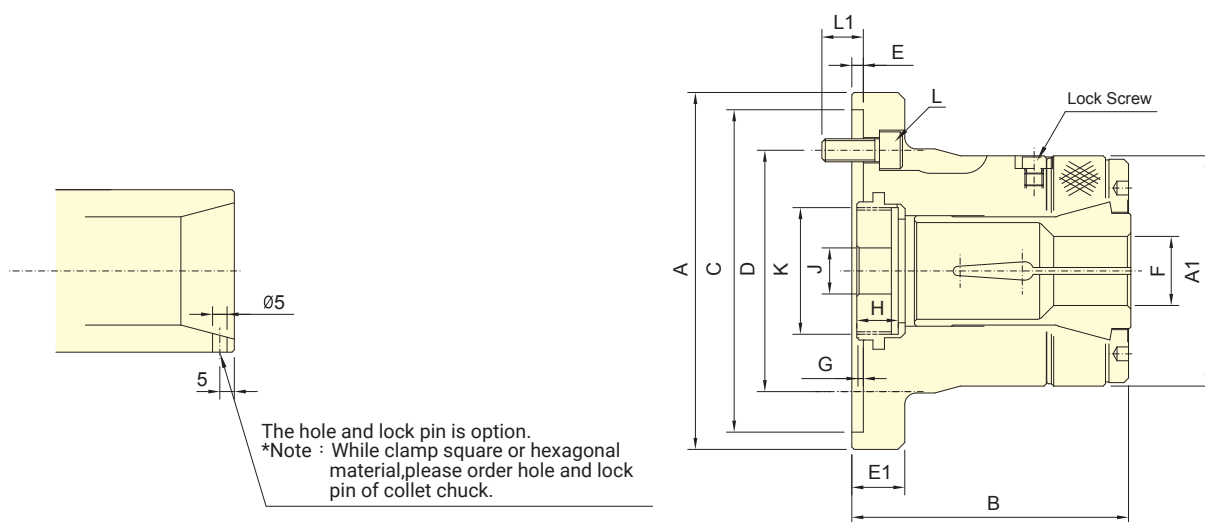 Ø5
5
The hole and lock pin is option.
*Note：While clamp square or hexagonal
material,please order hole and lock
pin of collet chuck.
L1
E
L
Lock Screw
A
C
D
K
J
H
G
F
A1
E1
B